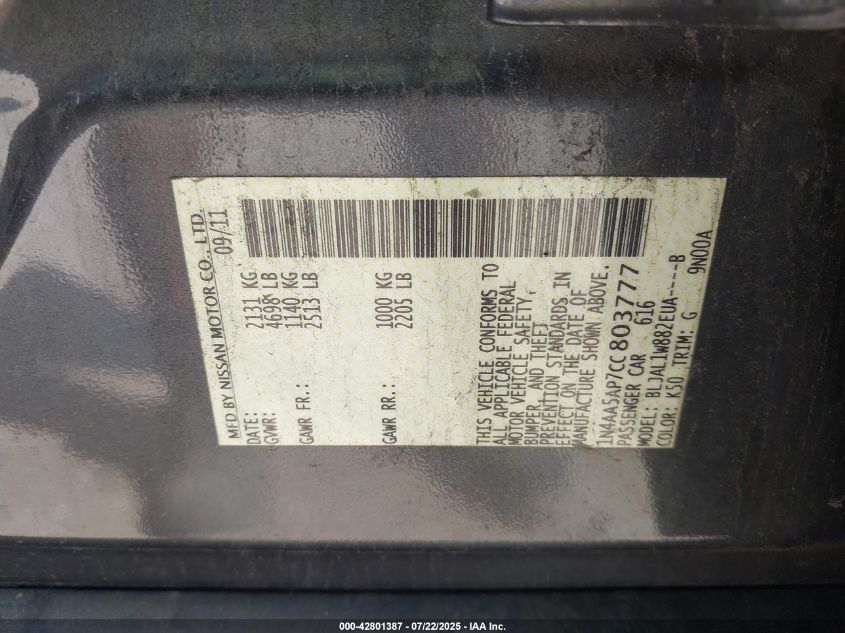 MFD BY NISSAN MOTOR CO., LTD.
DATE: 09/11
GVWR: 2131 KG
4698 LB
GAWR FR.: 1140 KG
2513 LB
GAWR RR.: 1000 KG
2205 LB
THIS VEHICLE CONFORMS TO
ALL APPLICABLE FEDERAL
MOTOR VEHICLE SAFETY,
BUMPER, AND THEFT
PREVENTION STANDARDS IN
EFFECT ON THE DATE OF
MANUFACTURE SHOWN ABOVE.
1N4AA5AP7CC803777
PASSENGER CAR 616
MODEL: BLJALIW882EUA----B
COLOR: K50 TRIM: G 9N00A
000-42801387 - 07/22/2025 - IAA Inc.